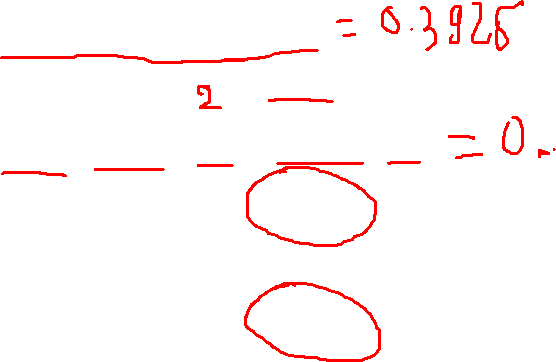 = 0.3926
2 —
= 0.